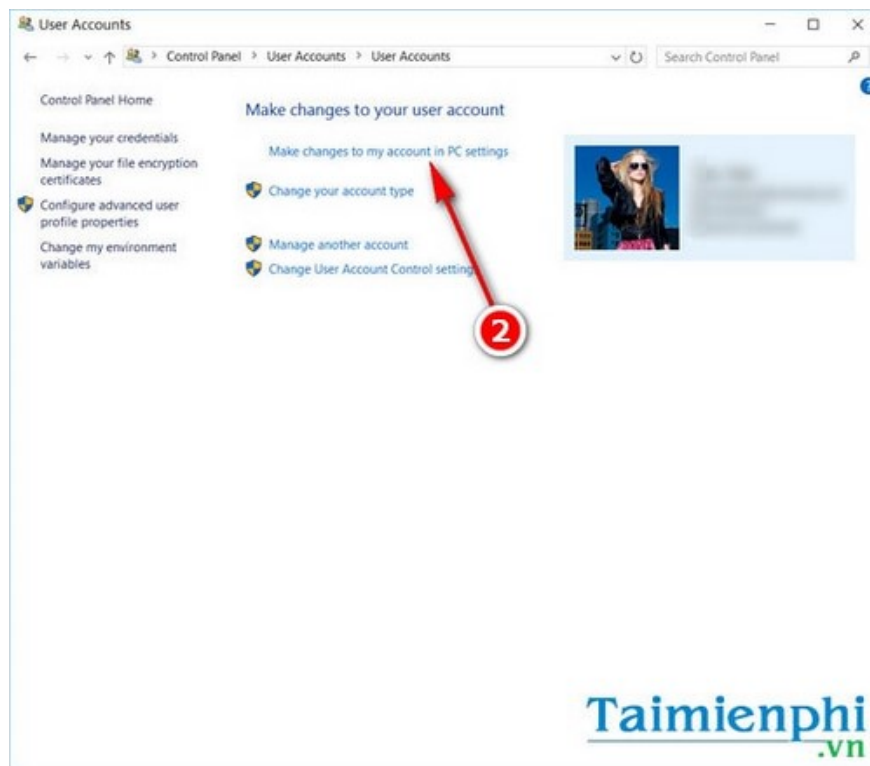 User Accounts
Control Panel > User Accounts > User Accounts
Search Control Panel
Control Panel Home
Manage your credentials
Manage your file encryption
certificates
Configure advanced user
profile properties
Change my environment
variables
Make changes to your user account
Make changes to my account in PC settings
Change your account type
Manage another account
Change User Account Control setting
2
Taimienphi
.vn